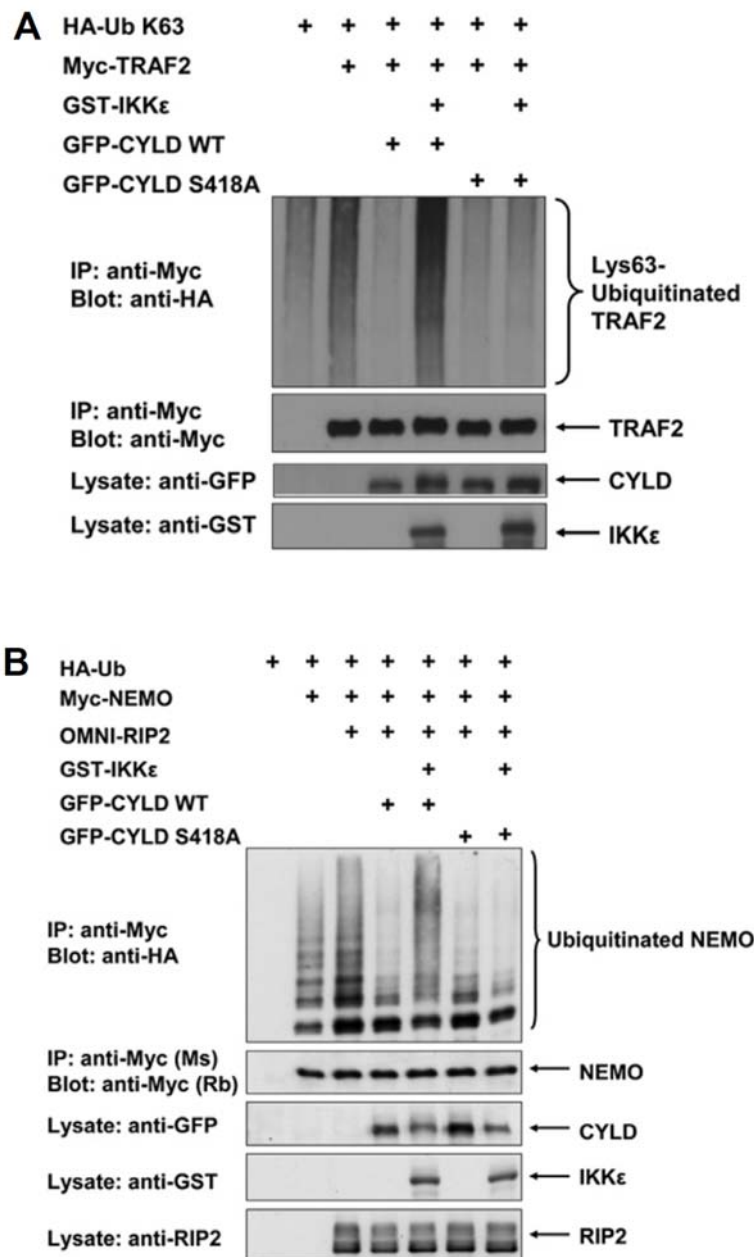 A
HA-Ub K63 + + + + + +
Myc-TRAF2 + + + + +
GST-IKKε + +
GFP-CYLD WT + +
GFP-CYLD S418A + +
IP: anti-Myc
Blot: anti-HA
Lys63-
Ubiquitinated
TRAF2
IP: anti-Myc
Blot: anti-Myc
TRAF2
Lysate: anti-GFP
CYLD
Lysate: anti-GST
IKKε
B
HA-Ub + + + + + + +
Myc-NEMO + + + + + +
OMNI-RIP2 + + + + +
GST-IKKε + +
GFP-CYLD WT + +
GFP-CYLD S418A + +
IP: anti-Myc
Blot: anti-HA
Ubiquitinated NEMO
IP: anti-Myc (Ms)
Blot: anti-Myc (Rb)
NEMO
Lysate: anti-GFP
CYLD
Lysate: anti-GST
IKKε
Lysate: anti-RIP2
RIP2